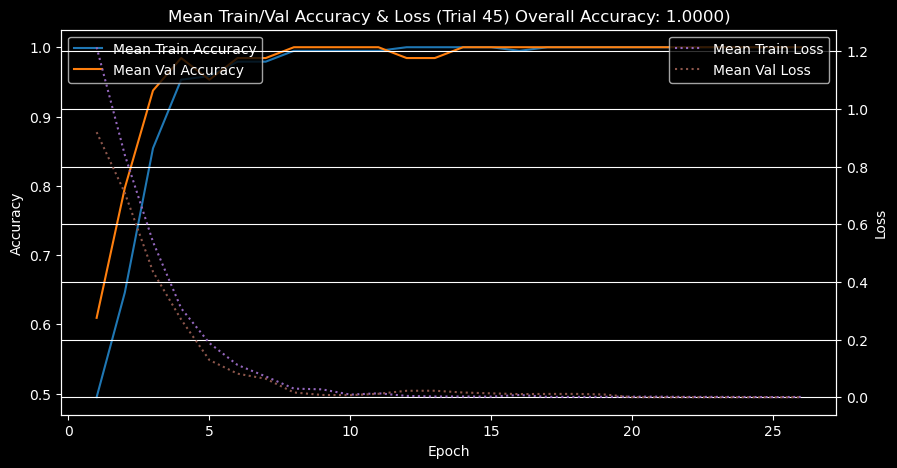 Mean Train/Val Accuracy & Loss (Trial 45) Overall Accuracy: 1.0000)
Mean Train Accuracy
Mean Val Accuracy
Mean Train Loss
Mean Val Loss
1.0
0.9
0.8
0.7
0.6
0.5
Accuracy
1.2
1.0
0.8
0.6
0.4
0.2
0.0
Loss
0 5 10 15 20 25
Epoch